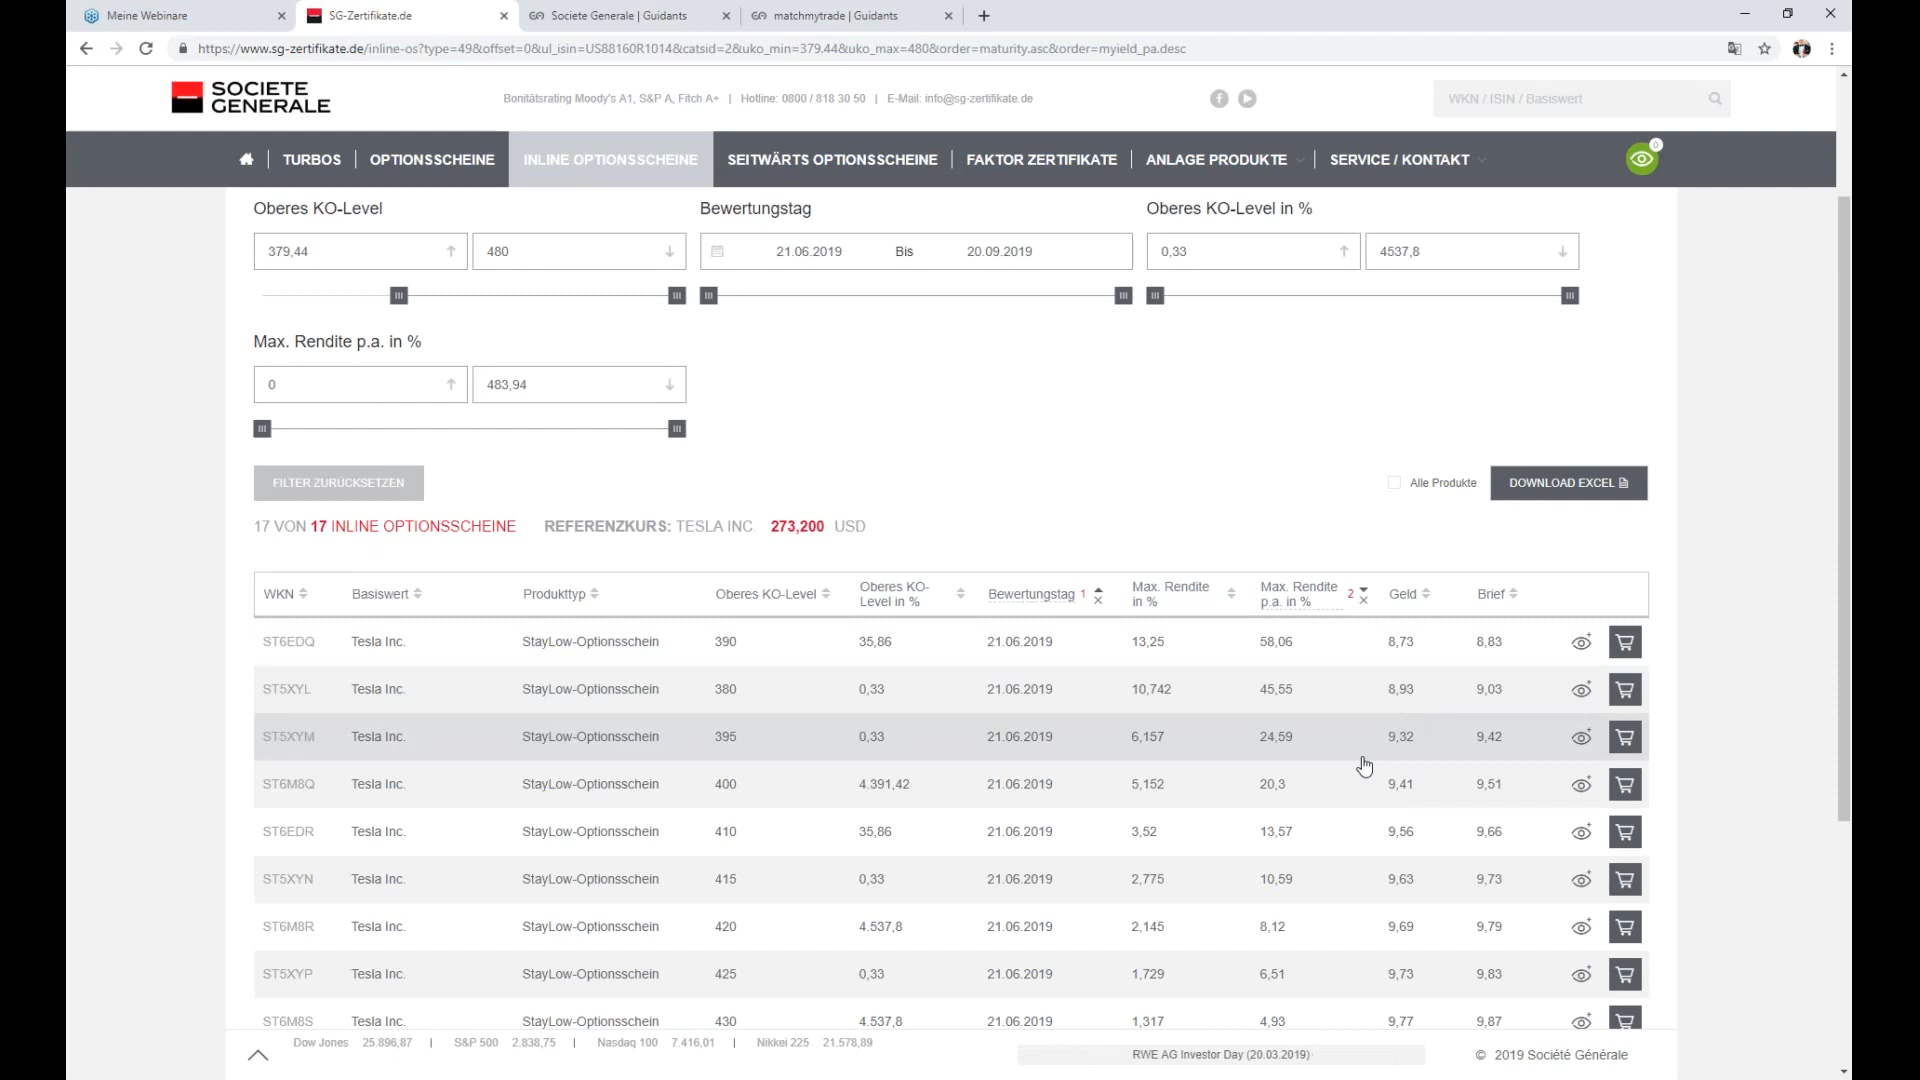 Meine Webinare
SG-Zertifikate.de
Societe Generale | Guidants
matchmytrade | Guidants
https://www.sg-zertifikate.de/inline-os?type=49&offset=0&ul_isin=US88160R1014&catsid=2&uko_min=379.44&uko_max=480&order=maturity.asc&order=myield_pa.desc
SOCIETE
GENERALE
Bonitätsrating Moody's A1, S&P A, Fitch A+ | Hotline: 0800 / 818 30 50 | E-Mail: info@sg-zertifikate.de
WKN / ISIN / Basiswert
TURBOS | OPTIONSSCHEINE INLINE OPTIONSSCHEINE SEITWÄRTS OPTIONSSCHEINE | FAKTOR ZERTIFIKATE | ANLAGE PRODUKTE | SERVICE / KONTAKT 0
Oberes KO-Level Bewertungstag Oberes KO-Level in %
379,44 480 21.06.2019 Bis 20.09.2019 0,33 4537,8
Max. Rendite p.a. in %
0 483,94
FILTER ZURÜCKSETZEN Alle Produkte DOWNLOAD EXCEL
17 VON 17 INLINE OPTIONSSCHEINE REFERENZKURS: TESLA INC. 273,200 USD
WKN Basiswert Produkttyp Oberes KO-Level Oberes KO-Level in % Bewertungstag 1 Max. Rendite in % Max. Rendite p.a. in % 2 Geld Brief
ST6EDQ Tesla Inc. StayLow-Optionsschein 390 35,86 21.06.2019 13,25 58,06 8,73 8,83
ST5XYL Tesla Inc. StayLow-Optionsschein 380 0,33 21.06.2019 10,742 45,55 8,93 9,03
ST5XYM Tesla Inc. StayLow-Optionsschein 395 0,33 21.06.2019 6,157 24,59 9,32 9,42
ST6M8Q Tesla Inc. StayLow-Optionsschein 400 4.391,42 21.06.2019 5,152 20,3 9,41 9,51
ST6EDR Tesla Inc. StayLow-Optionsschein 410 35,86 21.06.2019 3,52 13,57 9,56 9,66
ST5XYN Tesla Inc. StayLow-Optionsschein 415 0,33 21.06.2019 2,775 10,59 9,63 9,73
ST6M8R Tesla Inc. StayLow-Optionsschein 420 4.537,8 21.06.2019 2,145 8,12 9,69 9,79
ST5XYP Tesla Inc. StayLow-Optionsschein 425 0,33 21.06.2019 1,729 6,51 9,73 9,83
ST6M8S Tesla Inc. StayLow-Optionsschein 430 4.537,8 21.06.2019 1,317 4,93 9,77 9,87
Dow Jones 25.896,87 | S&P 500 2.838,75 | Nasdaq 100 7.416,01 | Nikkei 225 21.578,89
RWE AG Investor Day (20.03.2019)
© 2019 Société Générale